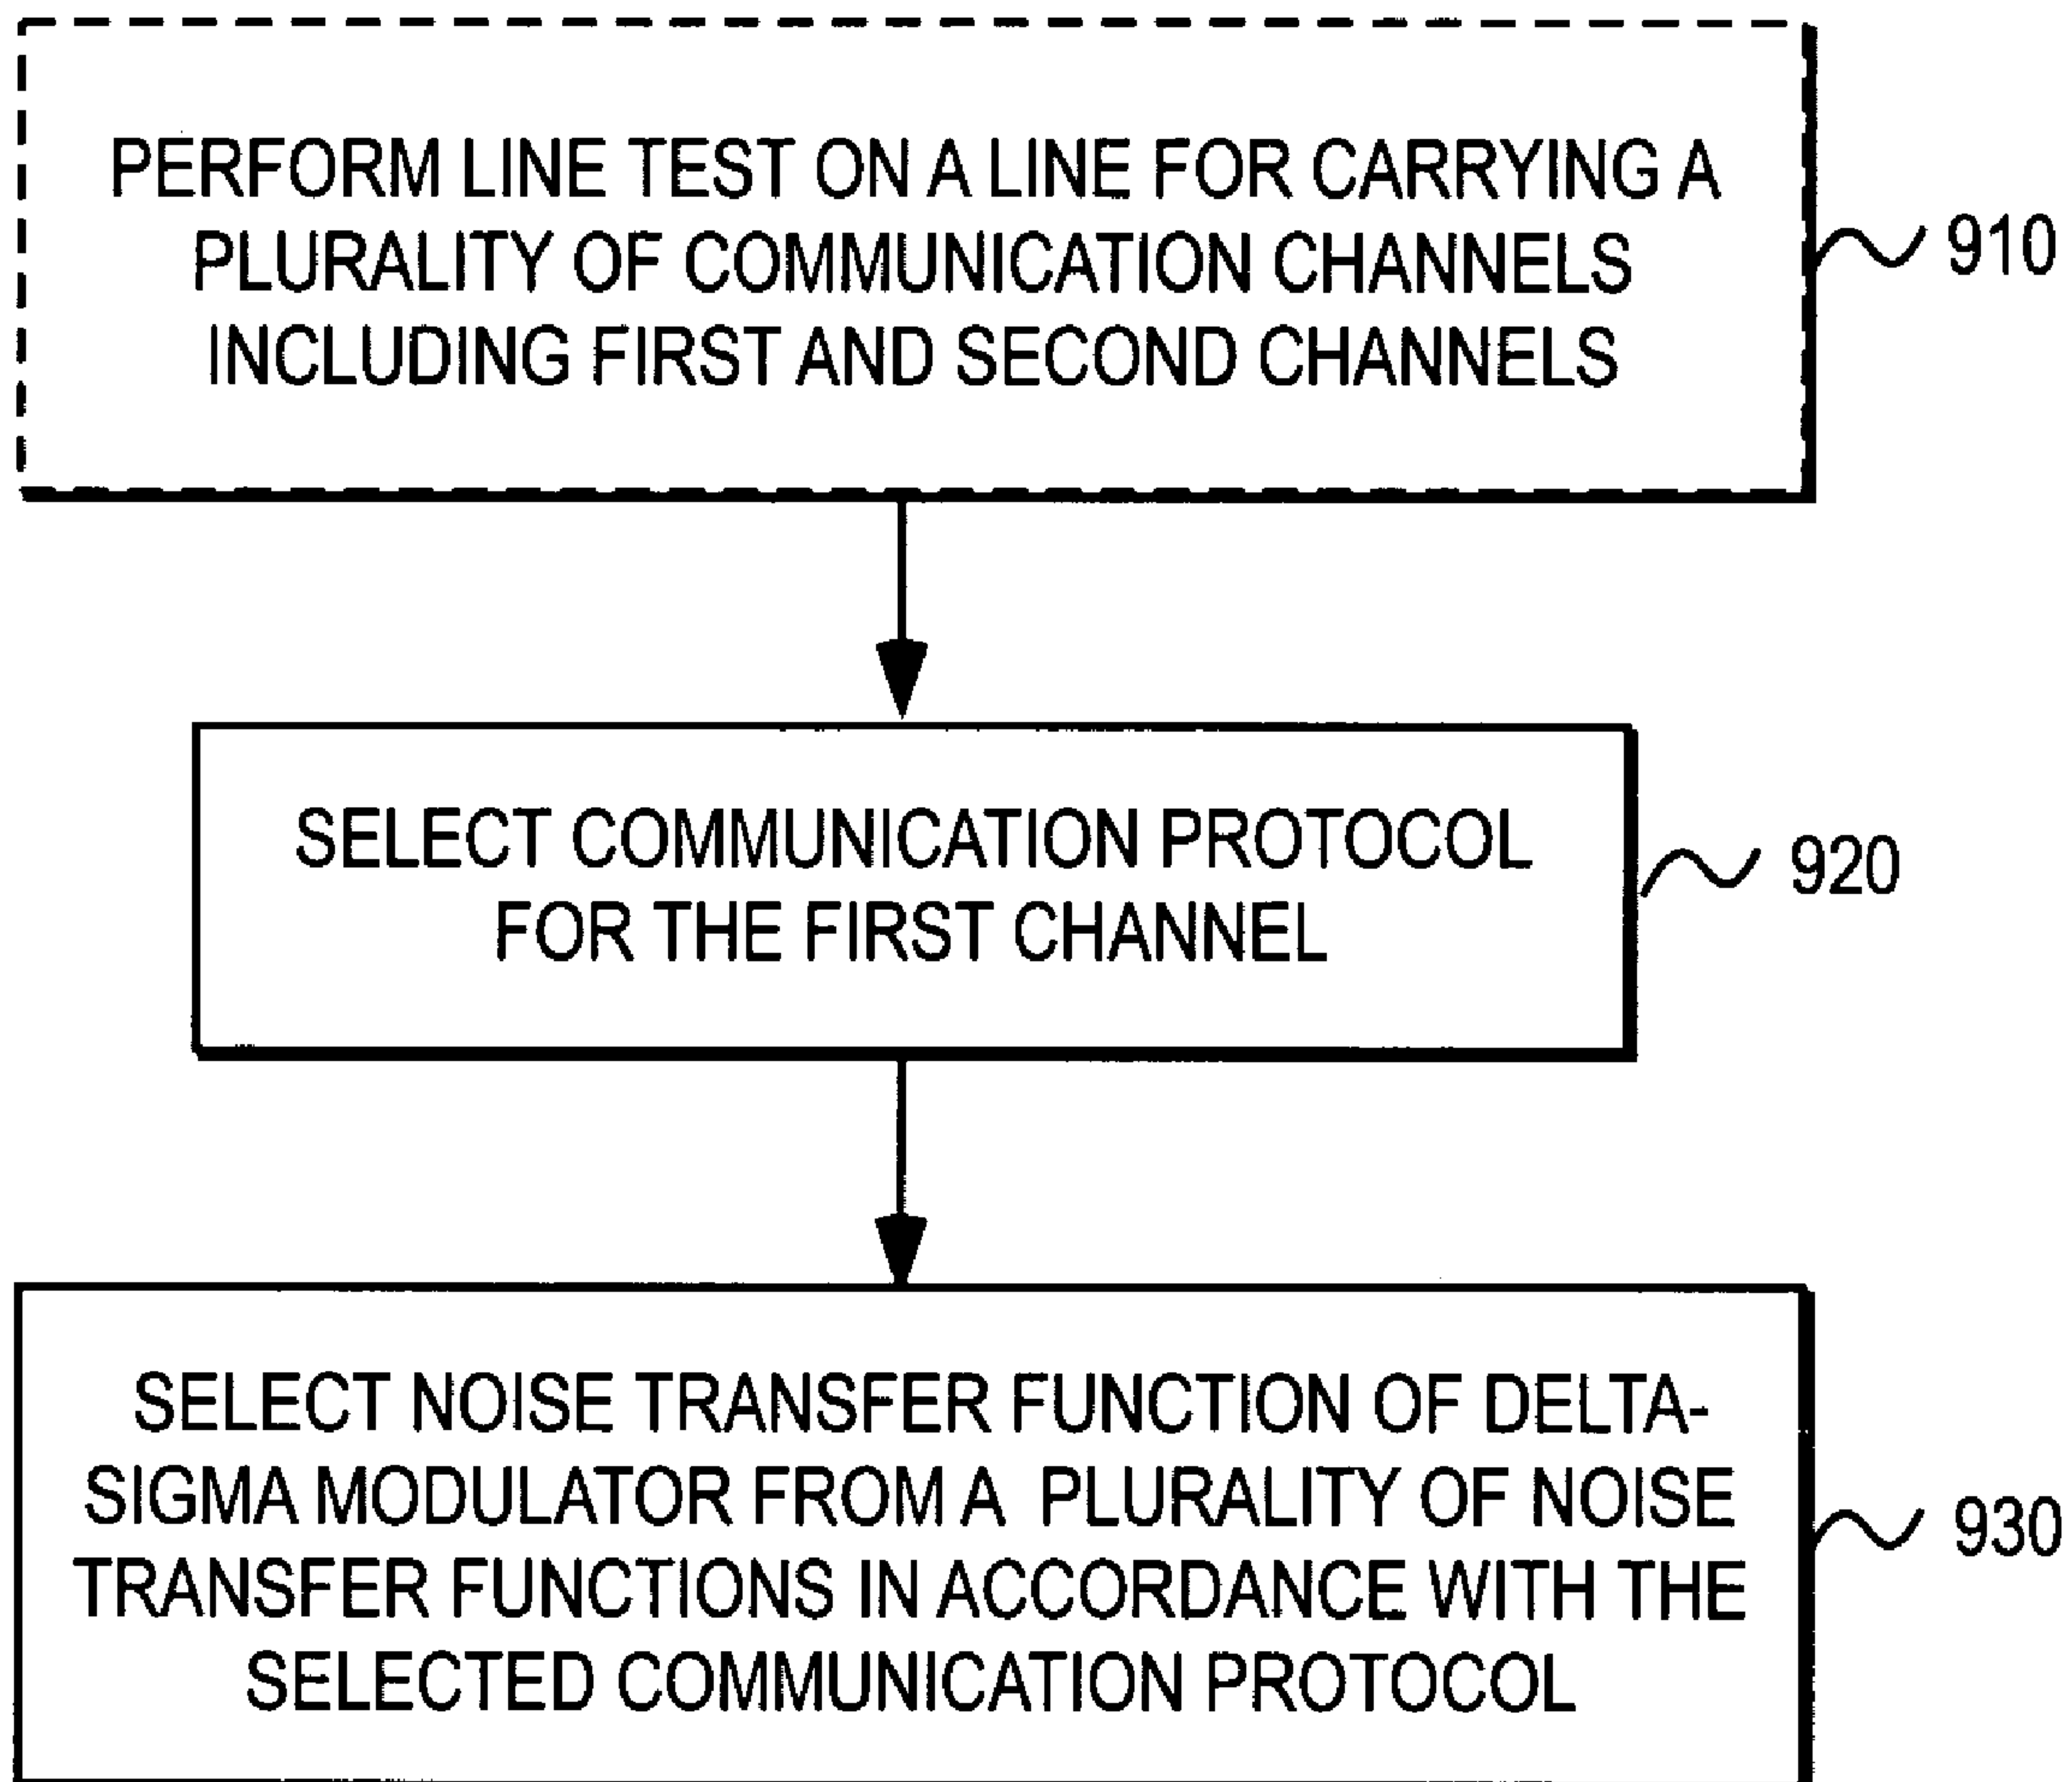 PERFORM LINE TEST ON A LINE FOR CARRYING A
PLURALITY OF COMMUNICATION CHANNELS
INCLUDING FIRST AND SECOND CHANNELS
910
SELECT COMMUNICATION PROTOCOL
FOR THE FIRST CHANNEL
920
SELECT NOISE TRANSFER FUNCTION OF DELTA-
SIGMA MODULATOR FROM A PLURALITY OF NOISE
TRANSFER FUNCTIONS IN ACCORDANCE WITH THE
SELECTED COMMUNICATION PROTOCOL
930